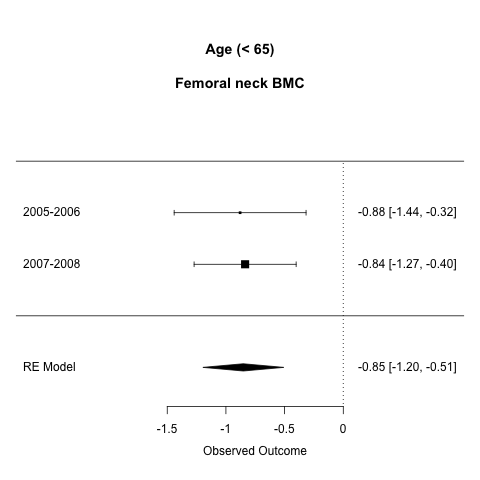 Age (< 65)
Femoral neck BMC
2005-2006 -0.88 [-1.44, -0.32]
2007-2008 -0.84 [-1.27, -0.40]
RE Model -0.85 [-1.20, -0.51]
-1.5 -1 -0.5 0
Observed Outcome